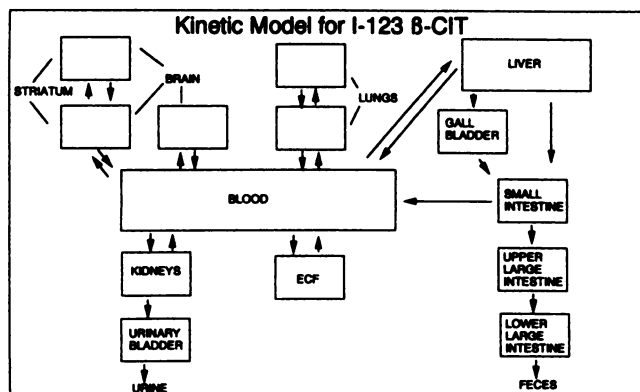 Kinetic Model for I-123 β-CIT
STRIATUM
BRAIN
LUNGS
LIVER
GALL
BLADDER
BLOOD
SMALL
INTESTINE
KIDNEYS
ECF
UPPER
LARGE
INTESTINE
URINARY
BLADDER
LOWER
LARGE
INTESTINE
URINE
FECES